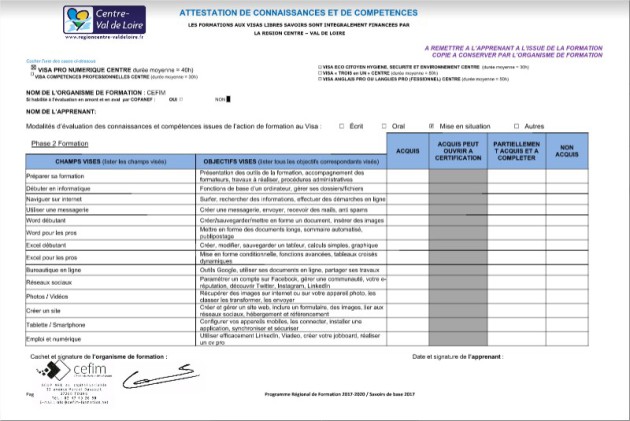 Centre-
Val de Loire
www.regioncentre-valdeloire.fr
ATTESTATION DE CONNAISSANCES ET DE COMPETENCES
LES FORMATIONS AUX VISAS LIBRES SAVOIRS SONT INTEGRALEMENT FINANCEES PAR
LA REGION CENTRE – VAL DE LOIRE
A REMETTRE A L'APPRENANT A L'ISSUE DE LA FORMATION
COPIE A CONSERVER PAR L'ORGANISME DE FORMATION
VISA PRO NUMERIQUE CENTRE (durée moyenne = 40h)
VISA COMPETENCES PROFESSIONNELLES CENTRE (durée moyenne = 30h)
VISA ECO CITOYEN HYGIENE, SECURITE ET ENVIRONNEMENT CENTRE (durée moyenne = 30h)
VISA « TROIS en UN » CENTRE (durée moyenne = 60h)
VISA ANGLAIS PRO OU LANGUES PRO (FESSIONNEL) CENTRE (durée moyenne = 50h)
NOM DE L'ORGANISME DE FORMATION : CEFIM
Si habilité à l'évaluation en amont et en aval par COPANEF : OUI □ NON
NOM DE L'APPRENANT:
Modalités d'évaluation des connaissances et compétences issues de l'action de formation au Visa : □ Écrit □ Oral Mise en situation □ Autres
Phase 2 Formation
CHAMPS VISES (lister les champs visés) OBJECTIFS VISES (lister tous les objectifs correspondants visés) ACQUIS ACQUIS PEUT OUVRIR A CERTIFICATION PARTIELLEMEN T ACQUIS ET A COMPLETER NON ACQUIS
Préparer sa formation Présentation des outils de la formation, accompagnement des formateurs, travaux à réaliser, procédures administratives
Débuter en informatique Fonctions de base d'un ordinateur, gérer ses dossiers/fichiers
Naviguer sur internet Surfer, rechercher des informations, effectuer des démarches en ligne
Utiliser une messagerie Créer une messagerie, envoyer, recevoir des mails, anti spams
Word débutant Créer/sauvegarder/mettre en forme un document, insérer des images
Word pour les pros Mettre en forme des documents longs, sommaire automatisé, publipostage
Excel débutant Créer, modifier, sauvegarder un tableur, calculs simples, graphique
Excel pour les pros Mise en forme conditionnelle, fonctions avancées, tableaux croisés dynamiques
Bureautique en ligne Outils Google, utiliser ses documents en ligne, partager ses travaux
Réseaux sociaux Paramétrer un compte sur Facebook, gérer une communauté, votre e-réputation, découvrir Twitter, Instagram, LinkedIn
Photos / Vidéos Récupérer des images sur internet ou sur votre appareil photo, les classer les transformer, les envoyer
Créer un site Créer et gérer un site web, inclure un formulaire, des images, lier aux réseaux sociaux, hébergement et référencement
Tablette / Smartphone Configurer vos appareils mobiles, les connecter, installer une application, synchroniser et sécuriser
Emploi et numérique Utiliser efficacement LinkedIn, Viadeo, créer votre jobboard, réaliser un cv pro
Cachet et signature de l'organisme de formation : Date et signature de l'apprenant :
cefim
Pag
Programme Régional de Formation 2017-2020 / Savoirs de base 2017